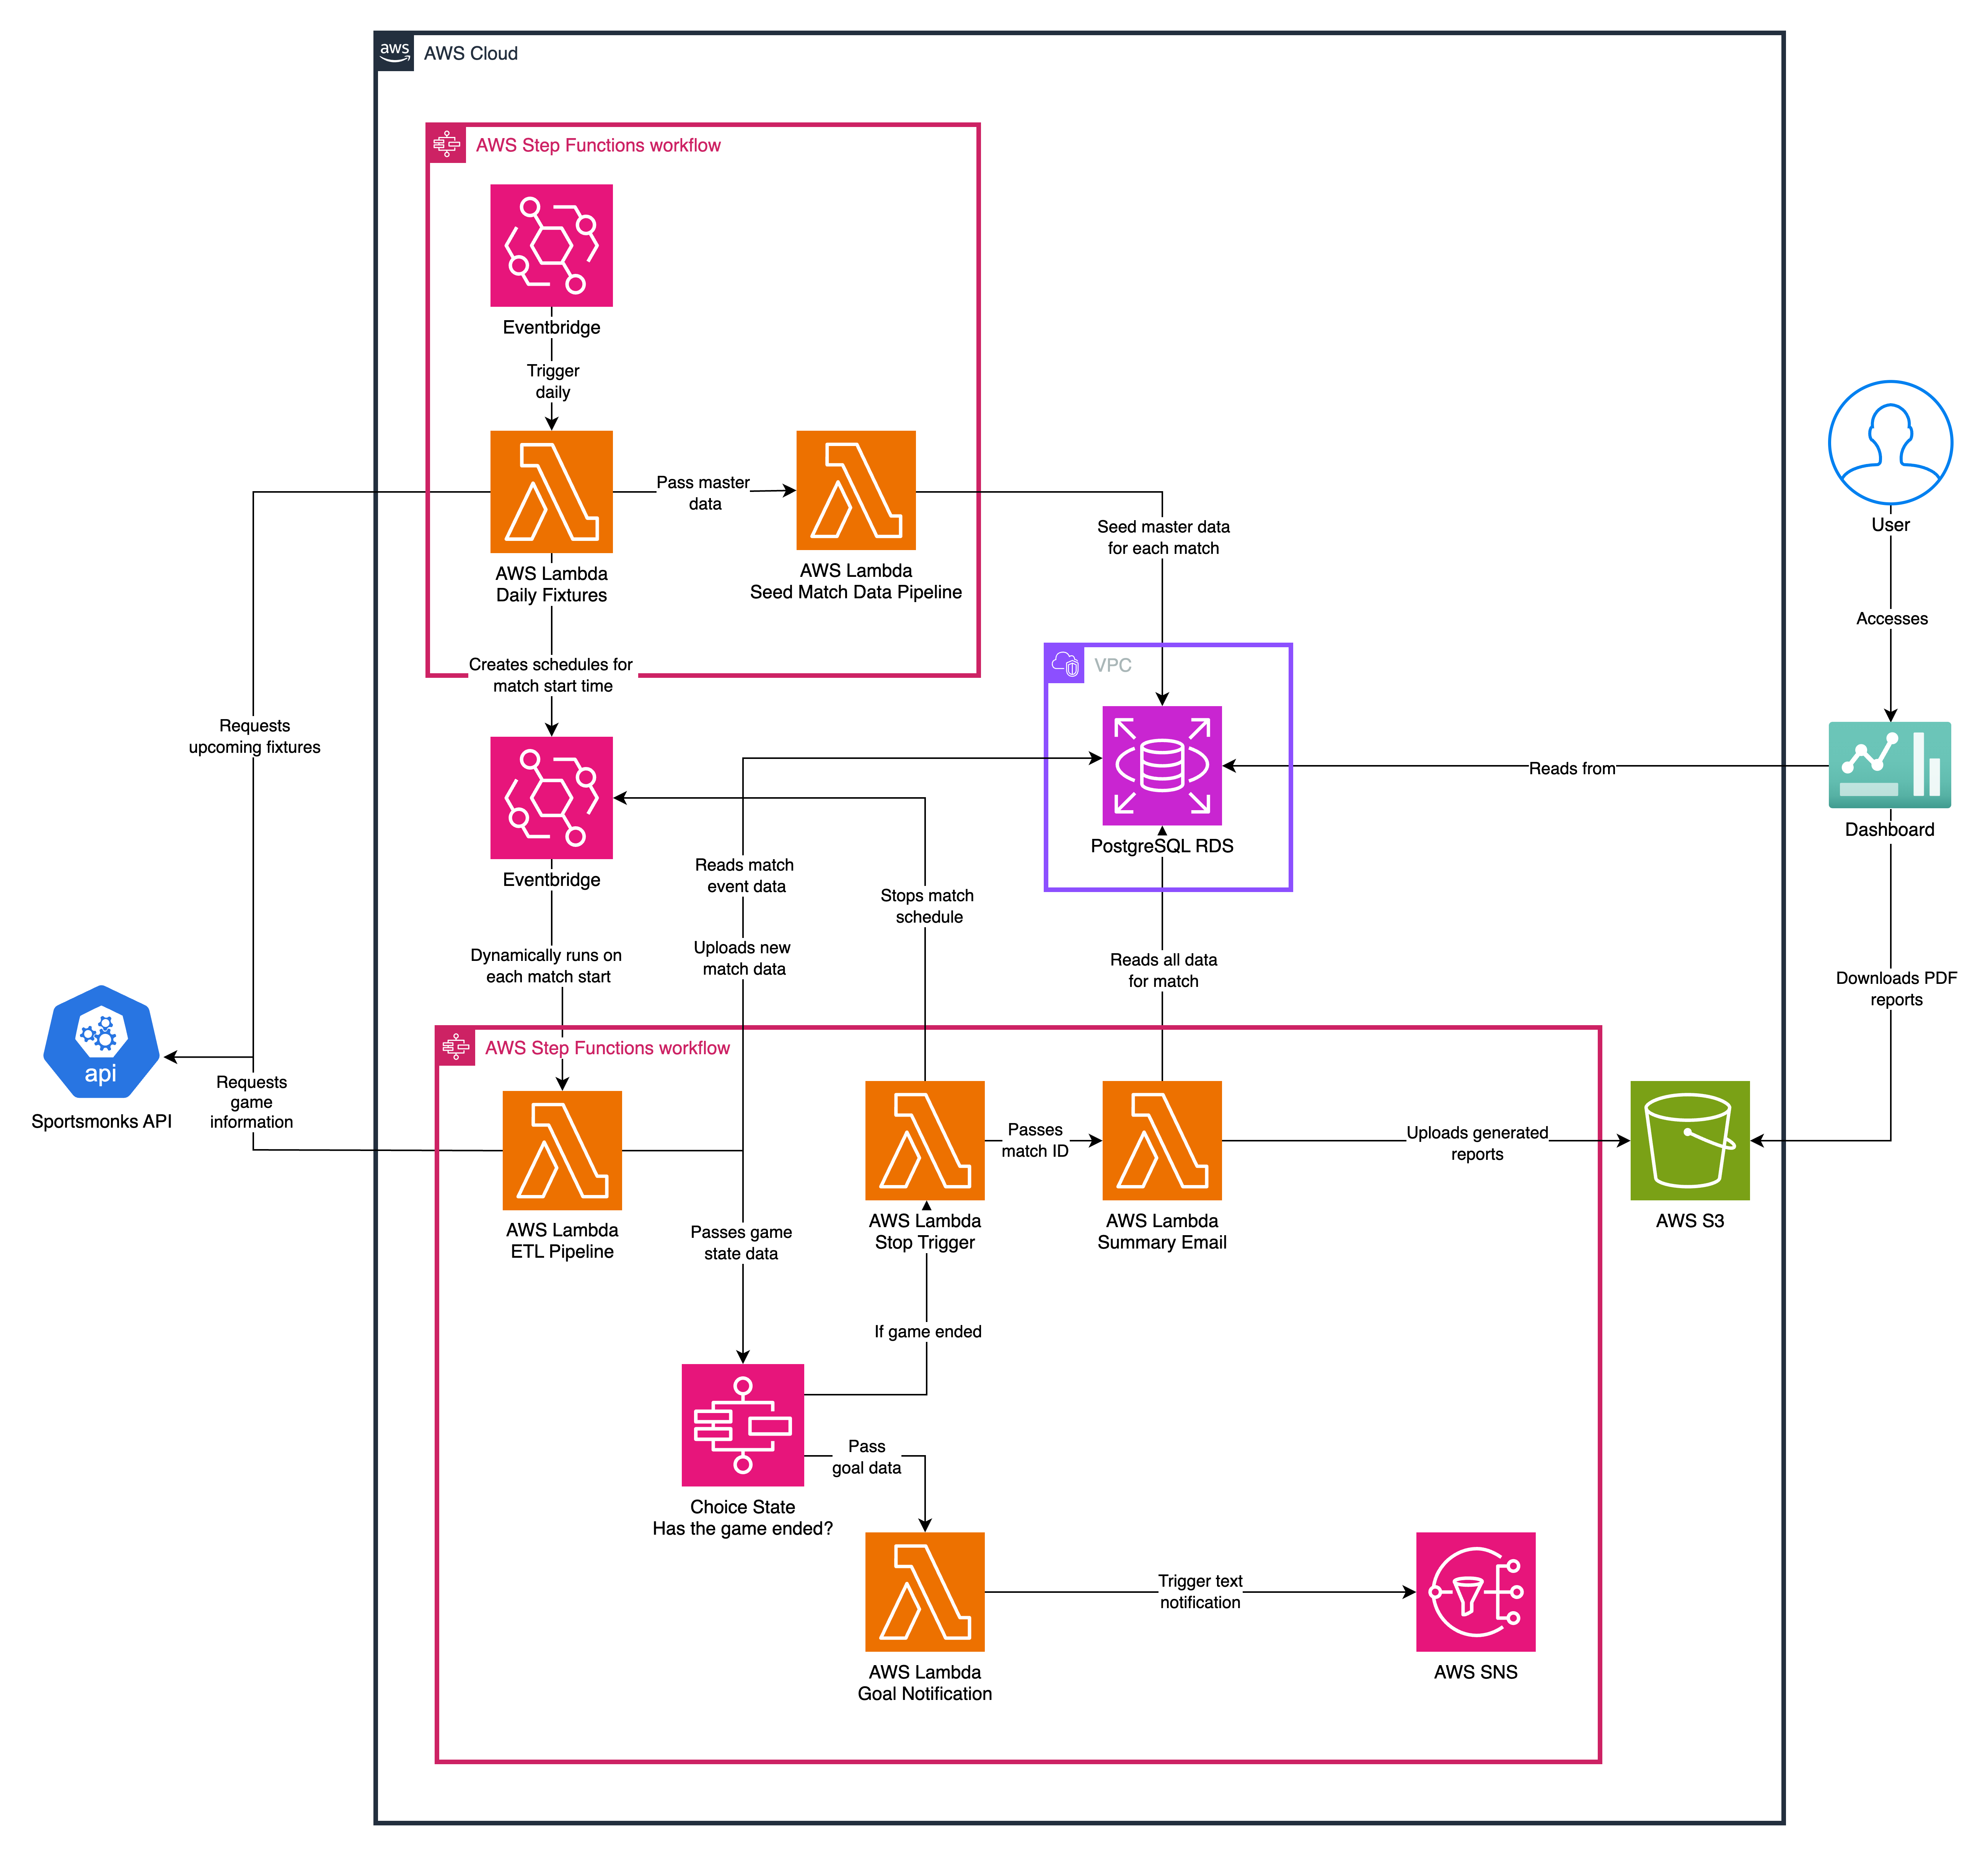 aws
AWS Cloud
AWS Step Functions workflow
Eventbridge
Trigger
daily
Pass master
data
AWS Lambda
Daily Fixtures
AWS Lambda
Seed Match Data Pipeline
Seed master data
for each match
User
Accesses
Creates schedules for
match start time
VPC
Requests
upcoming fixtures
Reads from
Dashboard
PostgreSQL RDS
Eventbridge
Reads match
event data
Stops match
schedule
Uploads new
match data
Dynamically runs on
each match start
Reads all data
for match
Downloads PDF
reports
AWS Step Functions workflow
api
Sportsmonks API
Requests
game
information
Passes
match ID
Uploads generated
reports
AWS Lambda
ETL Pipeline
Passes game
state data
AWS Lambda
Stop Trigger
AWS Lambda
Summary Email
AWS S3
If game ended
Pass
goal data
Choice State
Has the game ended?
Trigger text
notification
AWS Lambda
Goal Notification
AWS SNS